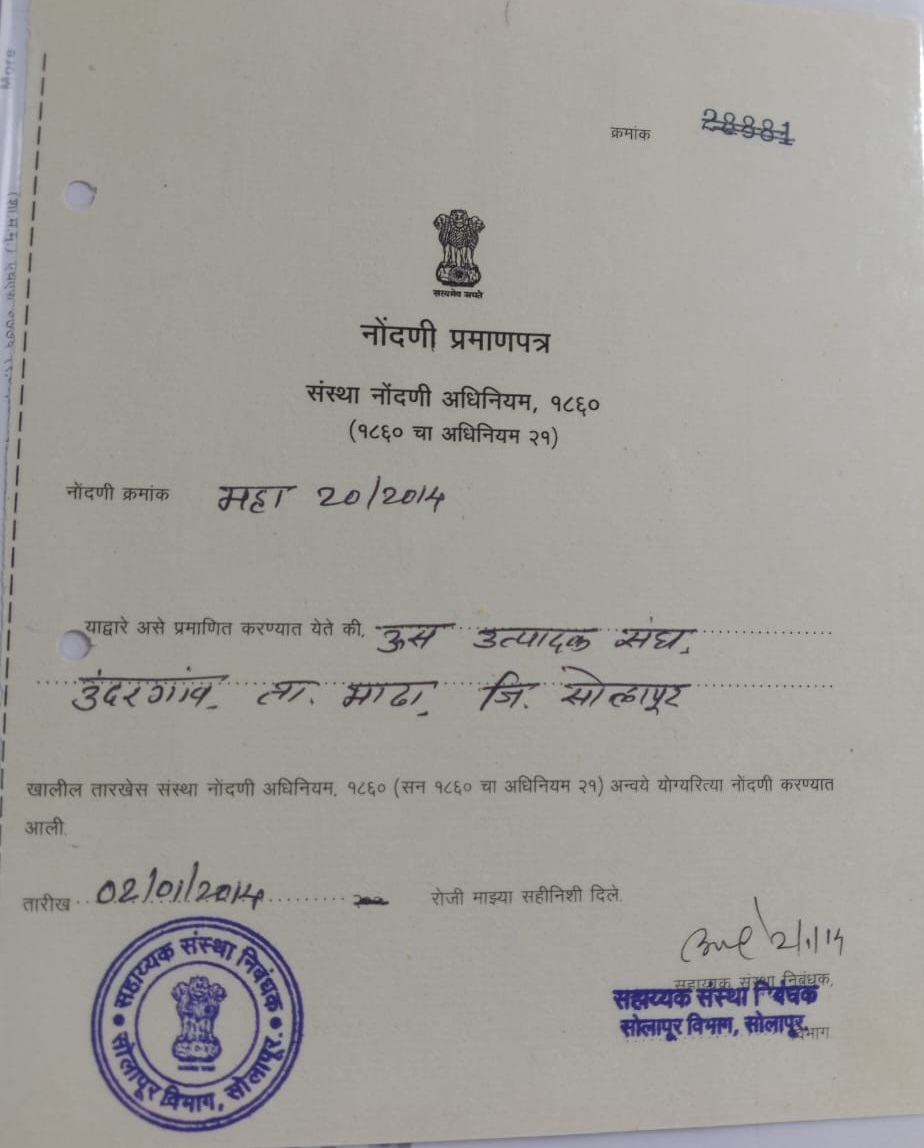 क्रमांक 28881
सत्यमेव जयते
नोंदणी प्रमाणपत्र
संस्था नोंदणी अधिनियम, १८६०
(१८६० चा अधिनियम २१)
नोंदणी क्रमांक महा 20/2014
याद्वारे असे प्रमाणित करण्यात येते की, ऊस उत्पादक संघ,
उंदरगांव, ता. माढा, जि. सोलापूर
खालील तारखेस संस्था नोंदणी अधिनियम, १८६० (सन १८६० चा अधिनियम २१) अन्वये योग्यरित्या नोंदणी करण्यात
आली.
तारीख 02/01/2014 रोजी माझ्या सहीनिशी दिले.
2/1/14
सहाय्यक संस्था निबंधक,
सहाय्यक संस्था निबंधक
सोलापूर विभाग, सोलापूर.
विभाग
सहाय्यक संस्था निबंधक
सोलापूर विभाग, सोलापूर.